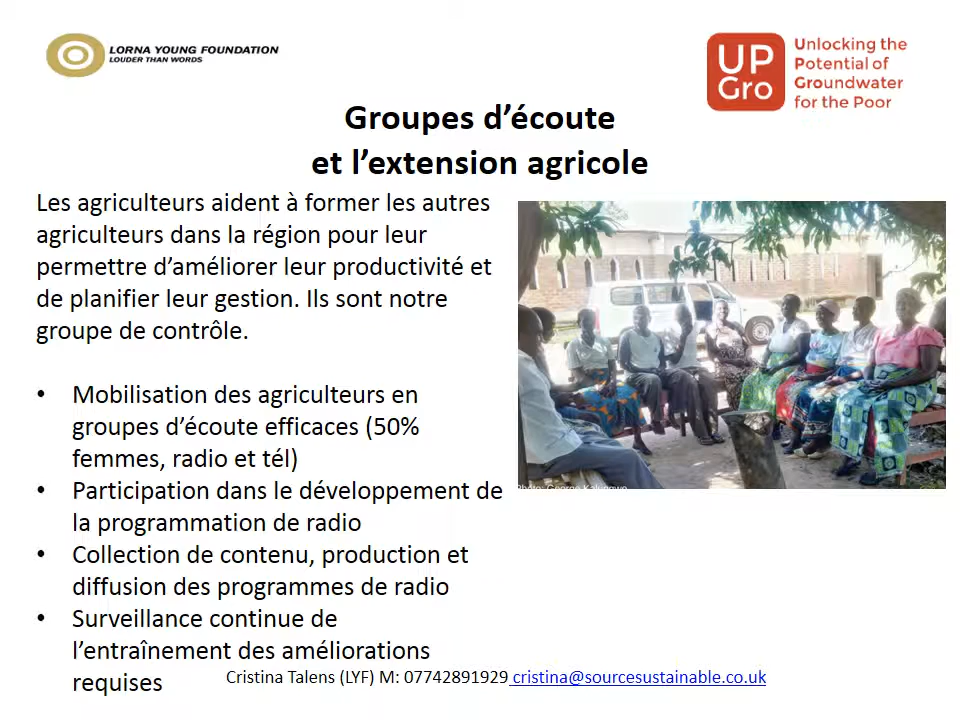 LORNA YOUNG FOUNDATION
LOUDER THAN WORDS
UP
Gro
Unlocking the
Potential of
Groundwater
for the Poor
Groupes d’écoute
et l’extension agricole
Les agriculteurs aident à former les autres
agriculteurs dans la région pour leur
permettre d’améliorer leur productivité et
de planifier leur gestion. Ils sont notre
groupe de contrôle.
• Mobilisation des agriculteurs en
groupes d’écoute efficaces (50%
femmes, radio et tél)
• Participation dans le développement de
la programmation de radio
• Collection de contenu, production et
diffusion des programmes de radio
• Surveillance continue de
l’entraînement des améliorations
requises
Photo: George Kalungwe
Cristina Talens (LYF) M: 07742891929 cristina@sourcesustainable.co.uk